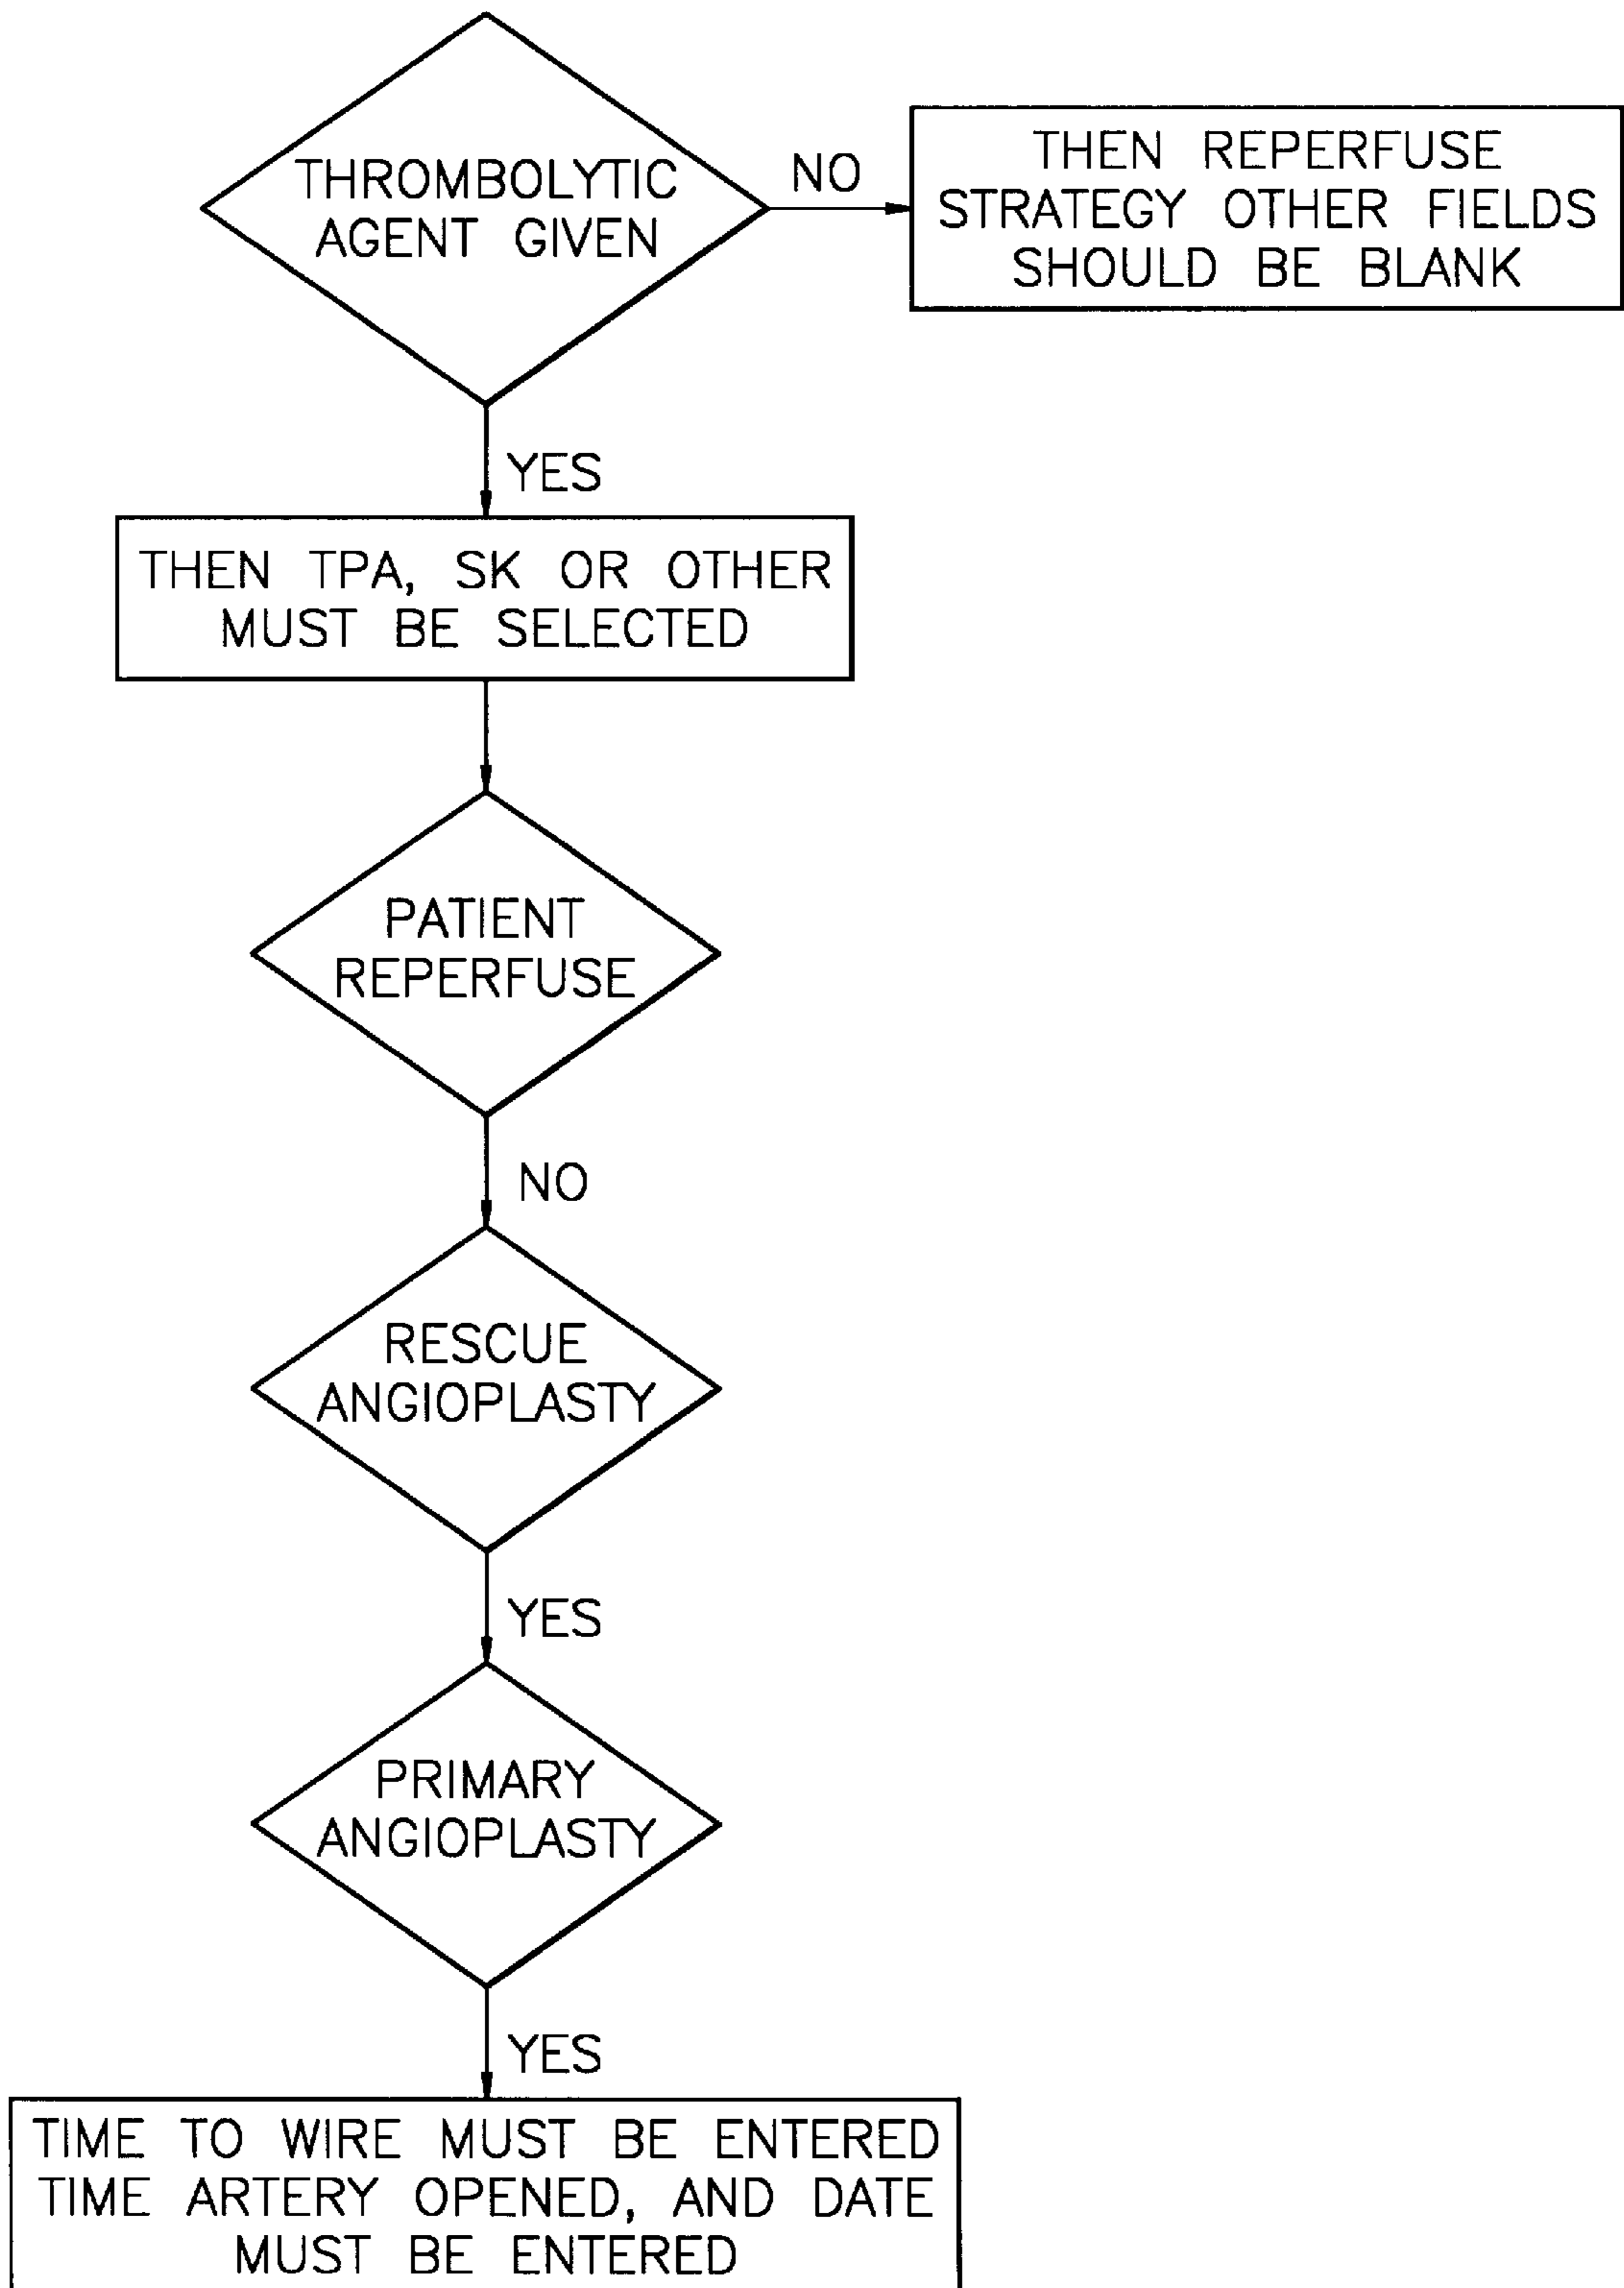 THROMBOLYTIC
AGENT GIVEN
NO
THEN REPERFUSE
STRATEGY OTHER FIELDS
SHOULD BE BLANK
YES
THEN TPA, SK OR OTHER
MUST BE SELECTED
PATIENT
REPERFUSE
NO
RESCUE
ANGIOPLASTY
YES
PRIMARY
ANGIOPLASTY
YES
TIME TO WIRE MUST BE ENTERED
TIME ARTERY OPENED, AND DATE
MUST BE ENTERED